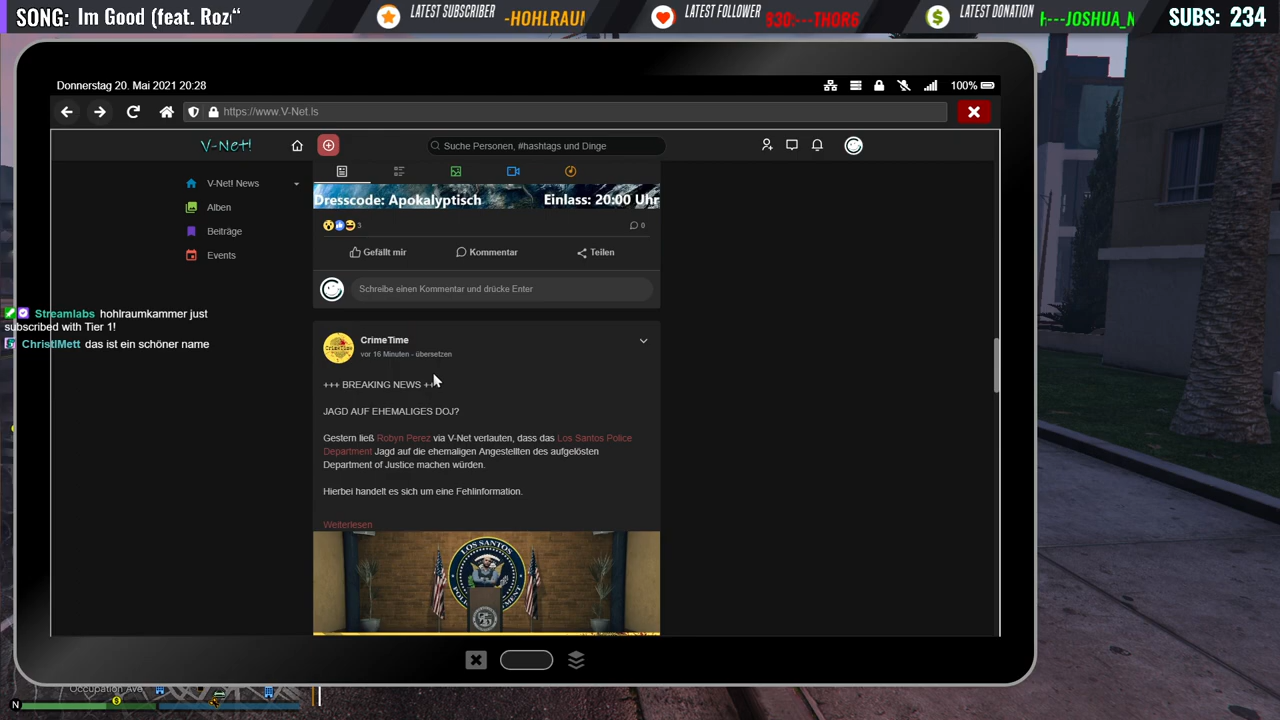 SONG: Im Good (feat. Roz“
LATEST SUBSCRIBER
-HOHLRAUM
LATEST FOLLOWER
930:---THOR6
LATEST DONATION
---JOSHUA_N
SUBS: 234
Donnerstag 20. Mai 2021 20:28
100%
https://www.V-Net.ls
V-Net!
Suche Personen, #hashtags und Dinge
V-Net! News
Alben
Beiträge
Events
Dresscode: Apokalyptisch
Einlass: 20:00 Uhr
3
0
Gefällt mir
Kommentar
Teilen
Schreibe einen Kommentar und drücke Enter
Streamlabs hohlraumkammer just
subscribed with Tier 1!
ChristlMett das ist ein schöner name
CrimeTime
vor 16 Minuten - übersetzen
+++ BREAKING NEWS ++
JAGD AUF EHEMALIGES DOJ?
Gestern ließ Robyn Perez via V-Net verlauten, dass das Los Santos Police
Department Jagd auf die ehemaligen Angestellten des aufgelösten
Department of Justice machen würden.
Hierbei handelt es sich um eine Fehlinformation.
Weiterlesen
LOS SANTOS
Occupation Ave
N